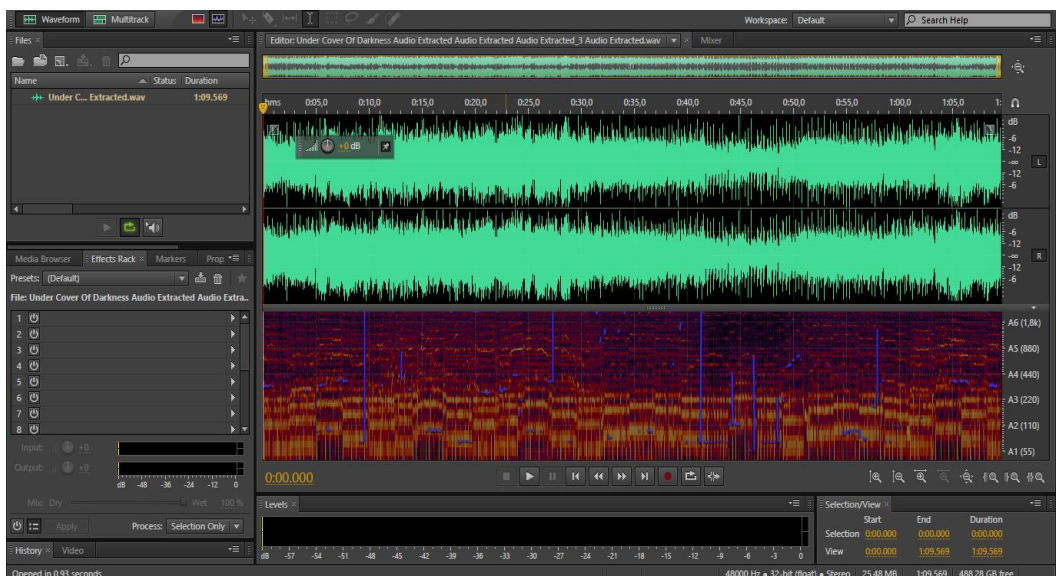 Waveform Multitrack Workspace: Default Search Help
Files × Editor: Under Cover Of Darkness Audio Extracted Audio Extracted Audio Extracted_3 Audio Extracted.wav × Mixer
Name Status Duration
Under C... Extracted.wav 1:09.569
hms 0:05,0 0:10,0 0:15,0 0:20,0 0:25,0 0:30,0 0:35,0 0:40,0 0:45,0 0:50,0 0:55,0 1:00,0 1:05,0 1:
dB
-6
-12
-∞ L
-12
-6
+0 dB
dB
-6
-12
-∞ R
-12
-6
Media Browser Effects Rack × Markers Prop
Presets: (Default)
File: Under Cover Of Darkness Audio Extracted Audio Extra..
1
2
3
4
5
6
7
8
A6 (1,8k)
A5 (880)
A4 (440)
A3 (220)
A2 (110)
A1 (55)
Input: +0
Output: +0
dB -48 -36 -24 -12 0
Mix: Dry Wet 100 %
Apply Process: Selection Only
0:00.000
History × Video
Opened in 0.93 seconds
Levels ×
dB -57 -54 -51 -48 -45 -42 -39 -36 -33 -30 -27 -24 -21 -18 -15 -12 -9 -6 -3 0
Selection/View ×
Start End Duration
Selection 0:00.000 0:00.000 0:00.000
View 0:00.000 1:09.569 1:09.569
48000 Hz • 32-bit (float) • Stereo 25.48 MB 1:09.569 488.28 GB free